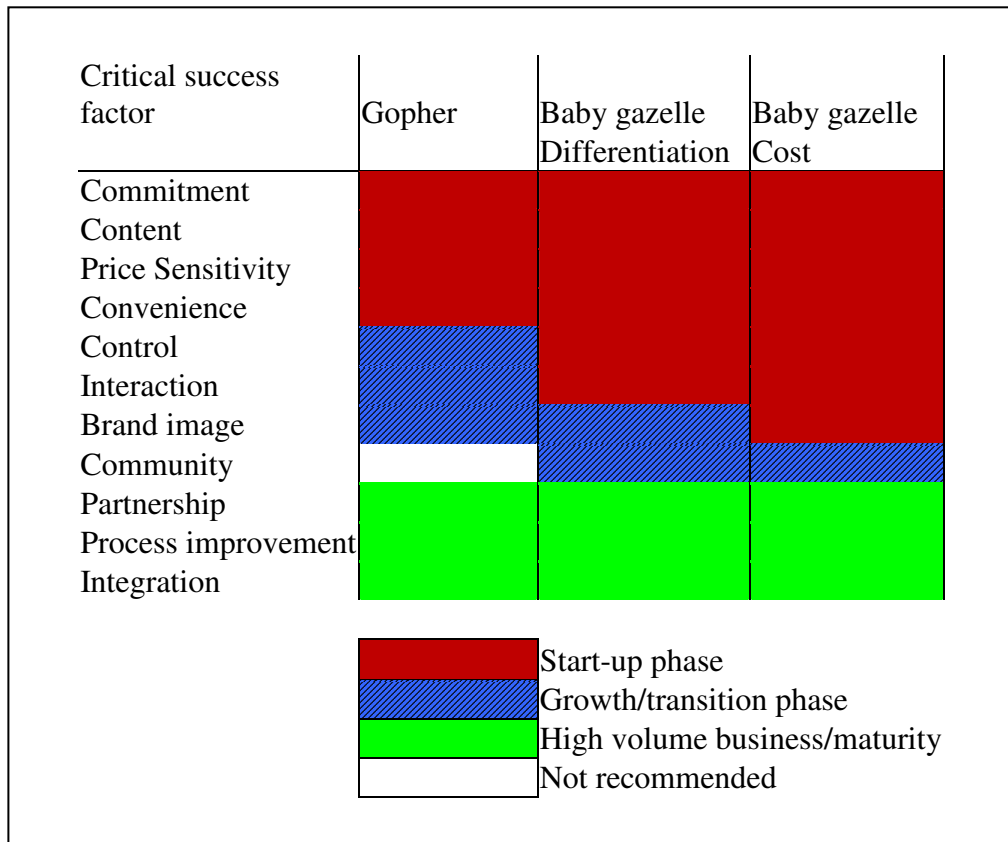 Critical success
factor Gopher Baby gazelle Baby gazelle
Differentiation Cost
Commitment
Content
Price Sensitivity
Convenience
Control
Interaction
Brand image
Community
Partnership
Process improvement
Integration
Start-up phase
Growth/transition phase
High volume business/maturity
Not recommended